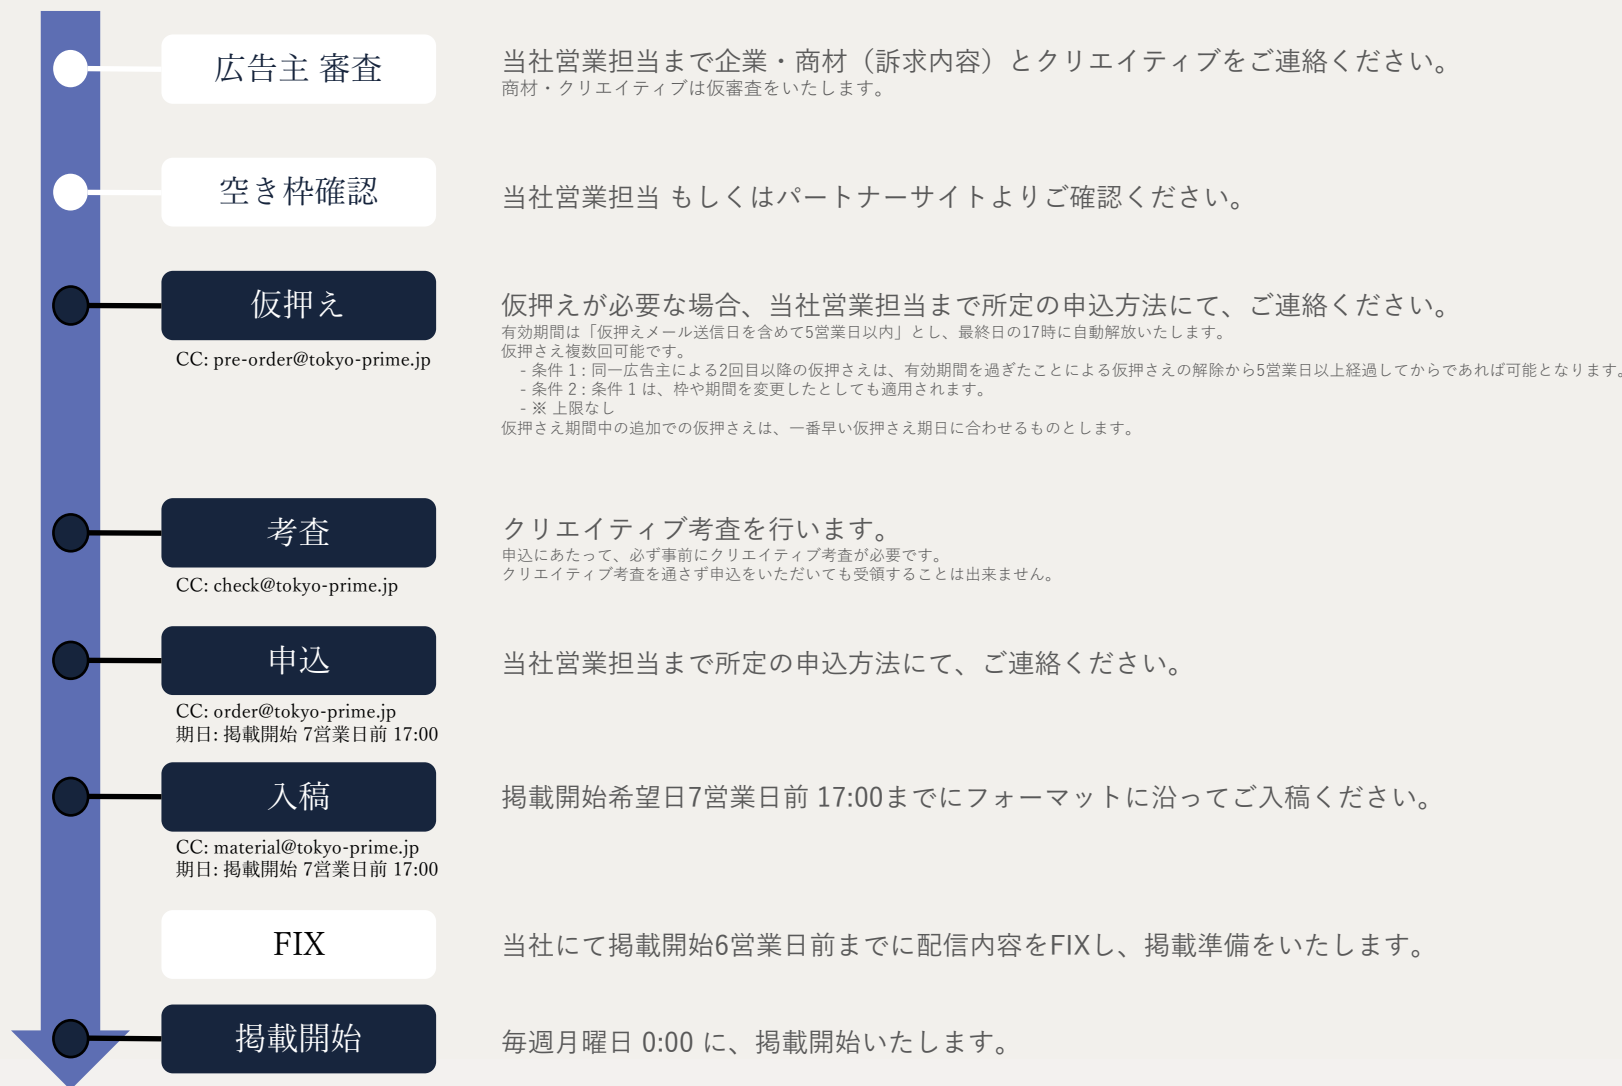 広告主 審査
当社営業担当まで企業・商材（訴求内容）とクリエイティブをご連絡ください。
商材・クリエイティブは仮審査をいたします。
空き枠確認
当社営業担当 もしくはパートナーサイトよりご確認ください。
仮押え
CC: pre-order@tokyo-prime.jp
仮押えが必要な場合、当社営業担当まで所定の申込方法にて、ご連絡ください。
有効期間は「仮押えメール送信日を含めて5営業日以内」とし、最終日の17時に自動解放いたします。
仮押さえ複数回可能です。
- 条件 1 : 同一広告主による2回目以降の仮押さえは、有効期間を過ぎたことによる仮押さえの解除から5営業日以上経過してからであれば可能となります。
- 条件 2 : 条件 1 は、枠や期間を変更したとしても適用されます。
- ※ 上限なし
仮押さえ期間中の追加での仮押さえは、一番早い仮押さえ期日に合わせるものとします。
考査
CC: check@tokyo-prime.jp
クリエイティブ考査を行います。
申込にあたって、必ず事前にクリエイティブ考査が必要です。
クリエイティブ考査を通さず申込をいただいても受領することは出来ません。
申込
CC: order@tokyo-prime.jp
期日: 掲載開始 7営業日前 17:00
当社営業担当まで所定の申込方法にて、ご連絡ください。
入稿
CC: material@tokyo-prime.jp
期日: 掲載開始 7営業日前 17:00
掲載開始希望日7営業日前 17:00までにフォーマットに沿ってご入稿ください。
FIX
当社にて掲載開始6営業日前までに配信内容をFIXし、掲載準備をいたします。
掲載開始
毎週月曜日 0:00 に、掲載開始いたします。